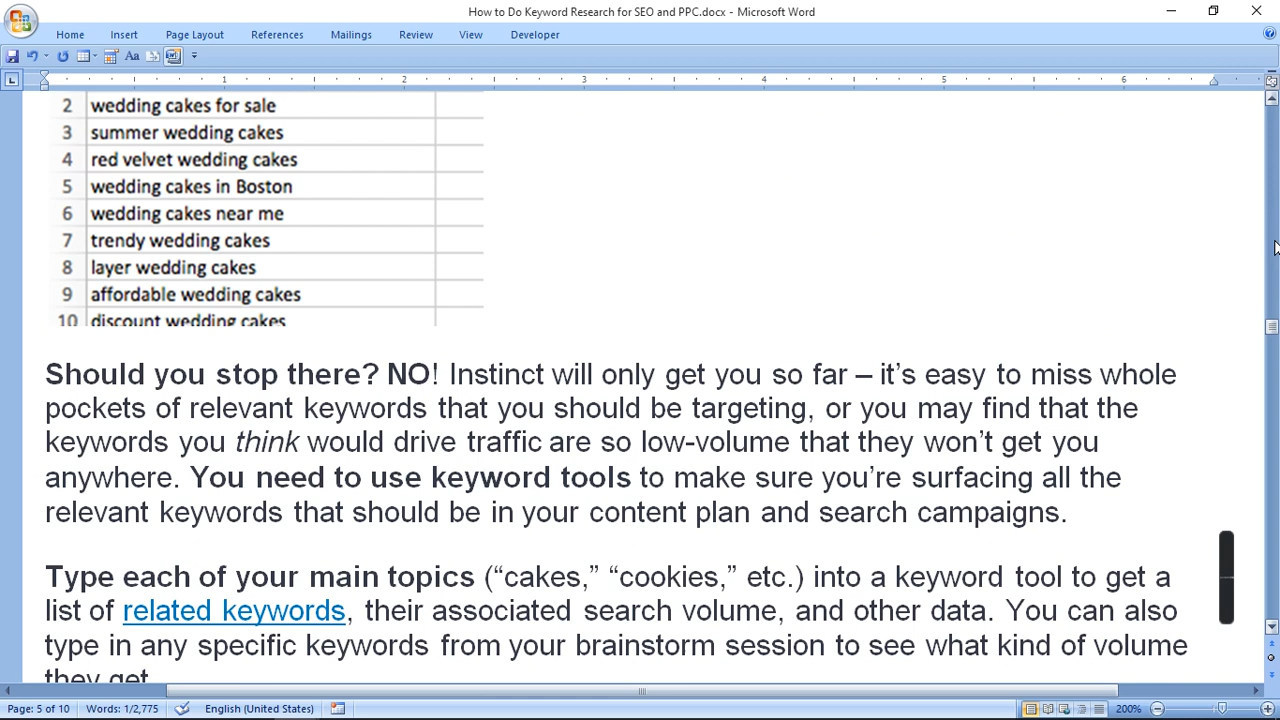 How to Do Keyword Research for SEO and PPC.docx - Microsoft Word
Home Insert Page Layout References Mailings Review View Developer
Aa
1 2 3 4 5 6
2 wedding cakes for sale
3 summer wedding cakes
4 red velvet wedding cakes
5 wedding cakes in Boston
6 wedding cakes near me
7 trendy wedding cakes
8 layer wedding cakes
9 affordable wedding cakes
10 discount wedding cakes
Should you stop there? NO! Instinct will only get you so far – it’s easy to miss whole
pockets of relevant keywords that you should be targeting, or you may find that the
keywords you think would drive traffic are so low-volume that they won’t get you
anywhere. You need to use keyword tools to make sure you’re surfacing all the
relevant keywords that should be in your content plan and search campaigns.
Type each of your main topics (“cakes,” “cookies,” etc.) into a keyword tool to get a
list of related keywords, their associated search volume, and other data. You can also
type in any specific keywords from your brainstorm session to see what kind of volume
they get
Page: 5 of 10 Words: 1/2,775 English (United States) 200%